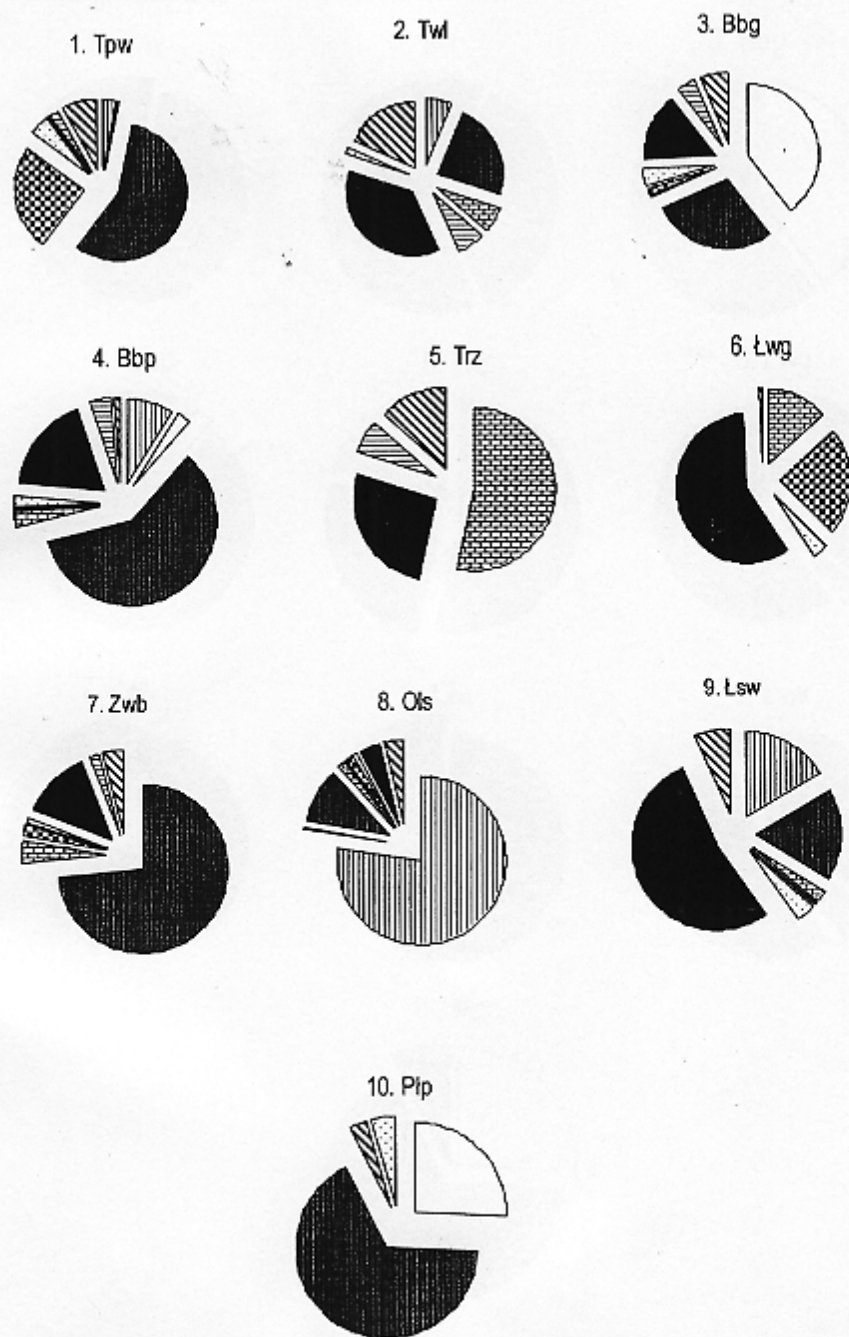 1. Tpw
2. Twl
3. Bbg
4. Bbp
5. Trz
6. Łwg
7. Zwb
8. Ols
9. Łsw
10. Płp